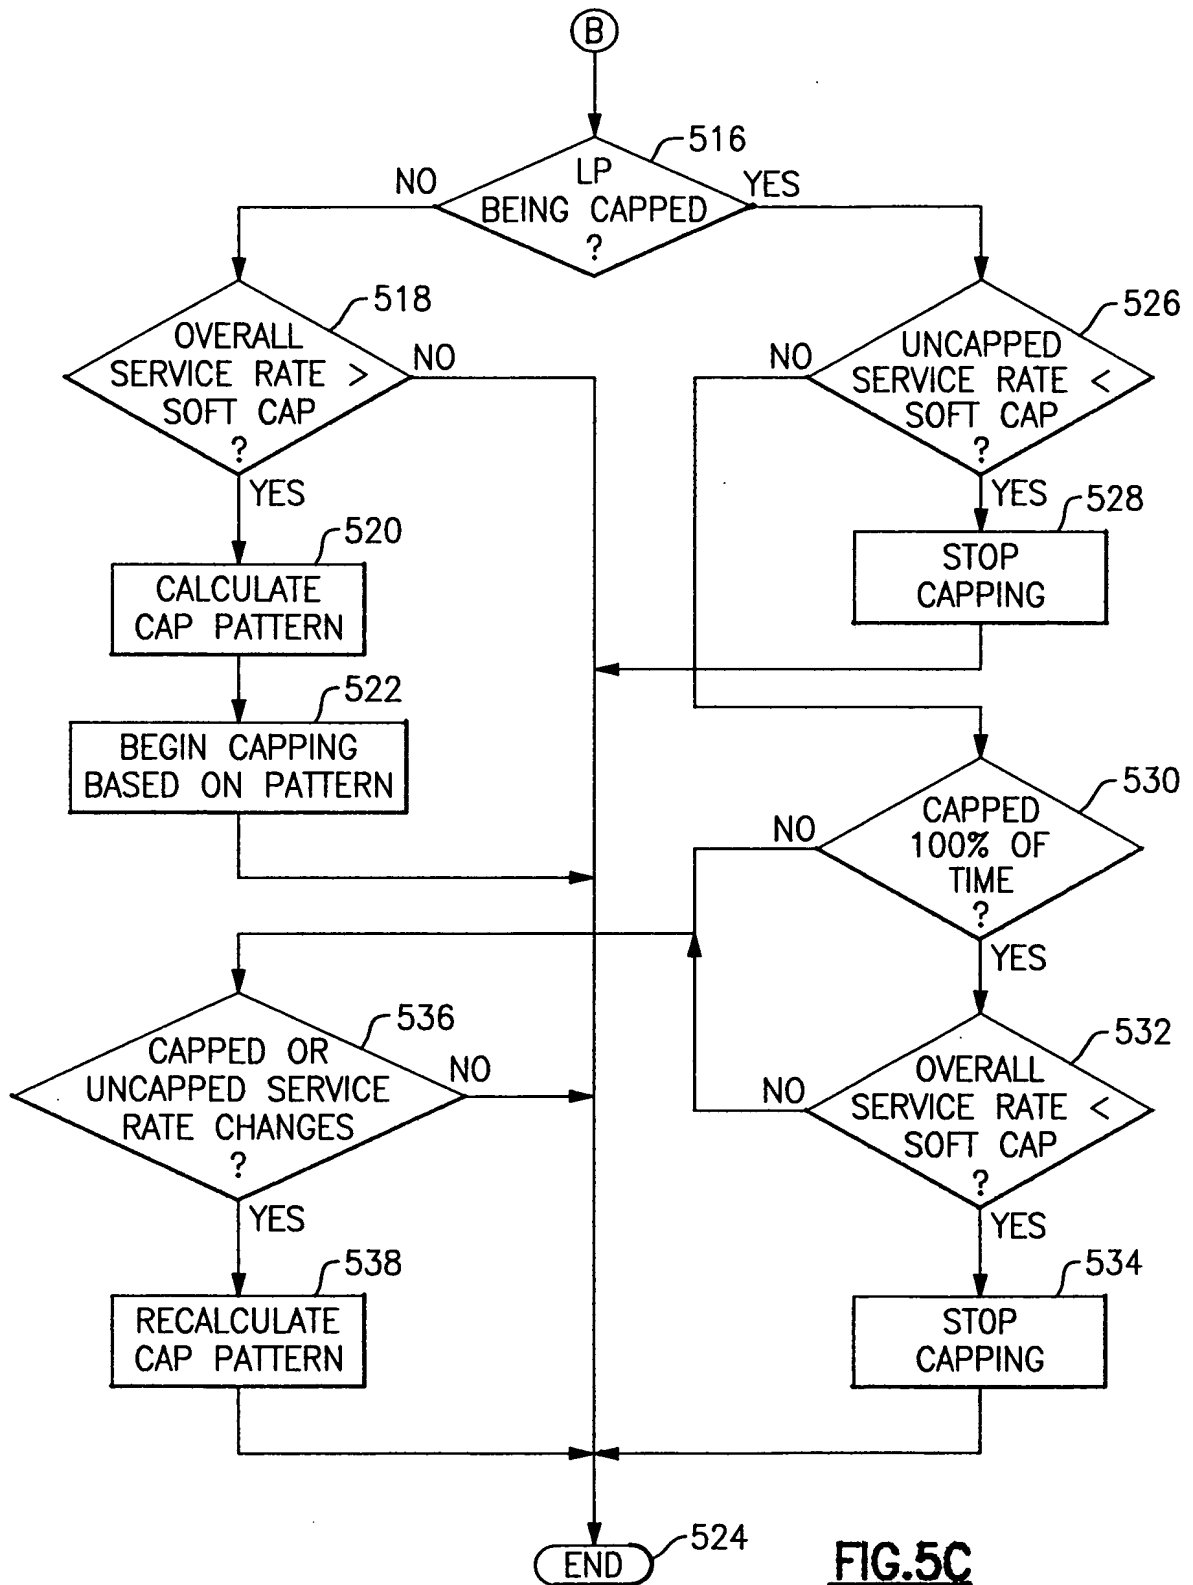 B
516
LP
BEING CAPPED
?
NO
YES
518
OVERALL
SERVICE RATE >
SOFT CAP
?
NO
YES
526
UNCAPPED
SERVICE RATE <
SOFT CAP
?
NO
YES
520
CALCULATE
CAP PATTERN
528
STOP
CAPPING
522
BEGIN CAPPING
BASED ON PATTERN
530
CAPPED
100% OF
TIME
?
NO
YES
536
CAPPED OR
UNCAPPED SERVICE
RATE CHANGES
?
NO
YES
532
OVERALL
SERVICE RATE <
SOFT CAP
?
NO
YES
538
RECALCULATE
CAP PATTERN
534
STOP
CAPPING
END
524
FIG.5C